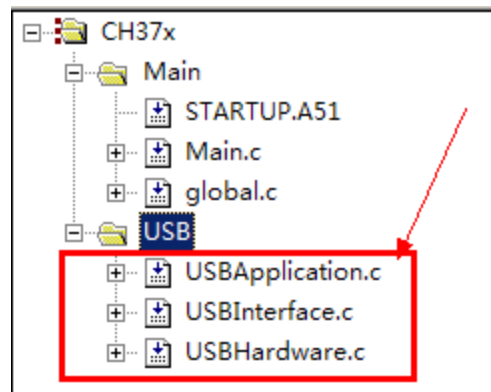 CH37x
Main
STARTUP.A51
Main.c
global.c
USB
USBApplication.c
USBInterface.c
USBHardware.c